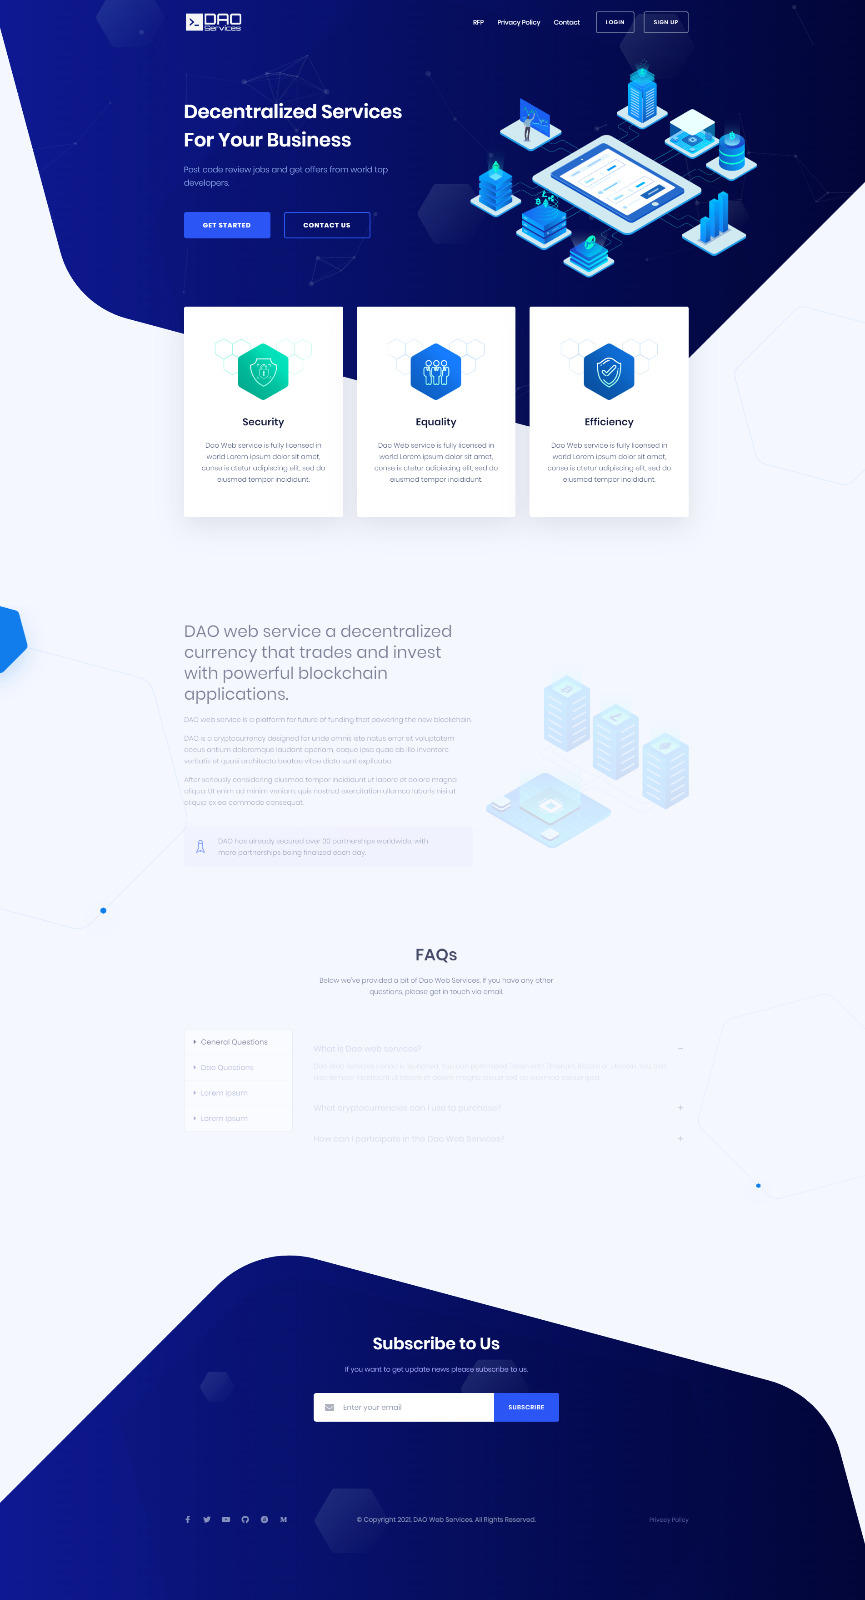 DAO
Services
RFP
Privacy Policy
Contact
LOGIN
SIGN UP
Decentralized Services
For Your Business
Post code review jobs and get offers from world top
developers.
GET STARTED
CONTACT US
Security
Dao Web service is fully licensed in
world Lorem ipsum dolor sit amet,
conse is ctetur adipiscing elit, sed do
eiusmod tempor incididunt.
Equality
Dao Web service is fully licensed in
world Lorem ipsum dolor sit amet,
conse is ctetur adipiscing elit, sed do
eiusmod tempor incididunt.
Efficiency
Dao Web service is fully licensed in
world Lorem ipsum dolor sit amet,
conse is ctetur adipiscing elit, sed do
eiusmod tempor incididunt.
DAO web service a decentralized
currency that trades and invest
with powerful blockchain
applications.
DAO web service is a platform for future of funding that powering the new blockchain.
DAO is a cryptocurrency designed for unde omnis iste natus error sit voluptatem
accus antium doloremque laudant aperiam, eaque ipsa quae ab illo inventore
veritatis et quasi architecto beatae vitae dicta sunt explicabo.
After seriously considering eiusmod tempor incididunt ut labore et dolore magna
aliqua. Ut enim ad minim veniam, quis nostrud exercitation ullamco laboris nisi ut
aliquip ex ea commodo consequat.
DAO has already secured over 30 partnerships worldwide, with
more partnerships being finalized each day.
FAQs
Below we've provided a bit of Dao Web Services. If you have any other
questions, please get in touch via email.
General Questions
Dao Questions
Lorem Ipsum
Lorem Ipsum
What is Dao web services?
What cryptocurrencies can I use to purchase?
How can I participate in the Dao Web Services?
Subscribe to Us
If you want to get update news please subscribe to us.
Enter your email
SUBSCRIBE
© Copyright 2021, DAO Web Services. All Rights Reserved.
Privacy Policy